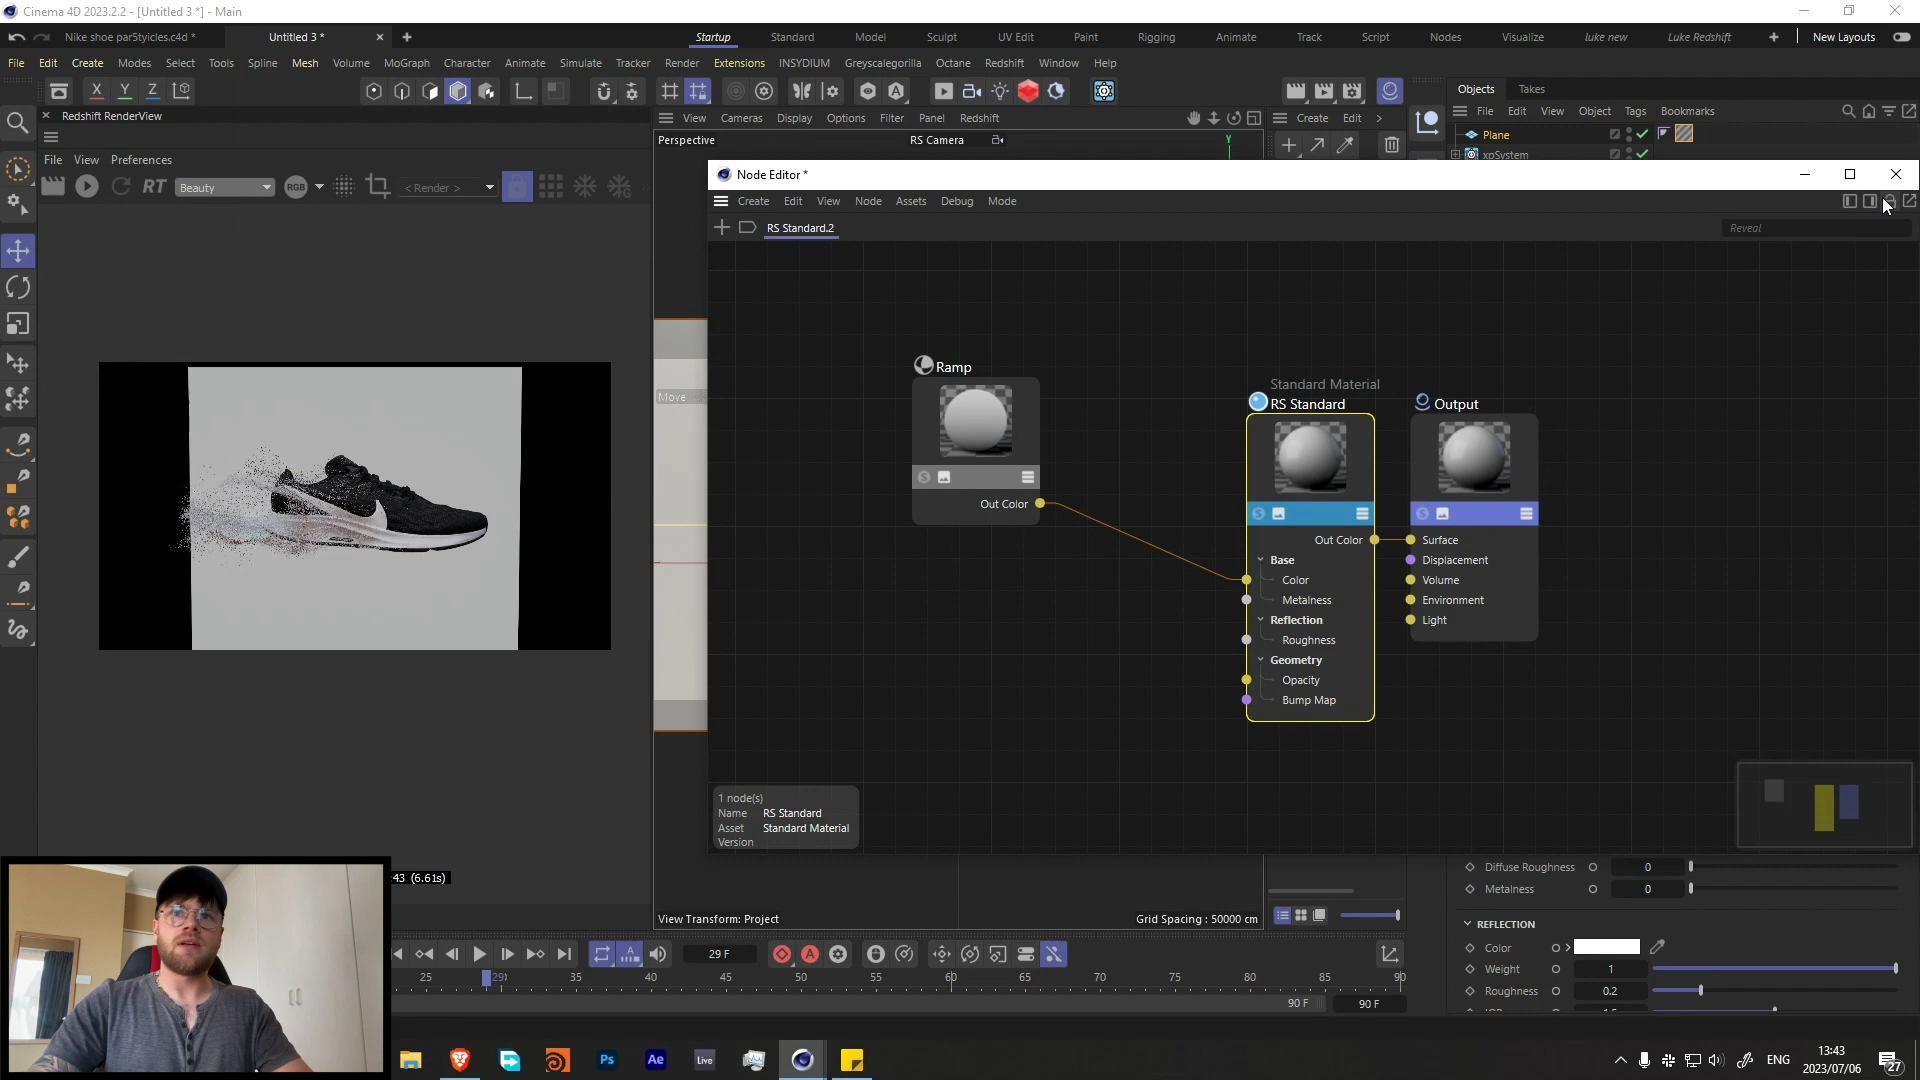 Cinema 4D 2023.2.2 - [Untitled 3 *] - Main
Nike shoe par5tyicles.c4d *
Untitled 3 *
Startup Standard Model Sculpt UV Edit Paint Rigging Animate Track Script Nodes Visualize luke new Luke Redshift New Layouts
File Edit Create Modes Select Tools Spline Mesh Volume MoGraph Character Animate Simulate Tracker Render Extensions INSYDIUM Greyscalegorilla Octane Redshift Window Help
X Y Z
Objects Takes
File Edit View Object Tags Bookmarks
Plane
xpSystem
Redshift RenderView
File View Preferences
RT Beauty RGB < Render >
View Cameras Display Options Filter Panel Redshift
Create Edit
Perspective
RS Camera
Y
Move
Node Editor *
Create Edit View Node Assets Debug Mode
RS Standard.2
Reveal
Ramp
Out Color
Standard Material
RS Standard
Out Color
Base
Color
Metalness
Reflection
Roughness
Geometry
Opacity
Bump Map
Output
Surface
Displacement
Volume
Environment
Light
1 node(s)
Name RS Standard
Asset Standard Material
Version
43 (6.61s)
View Transform: Project
Grid Spacing : 50000 cm
Diffuse Roughness 0
Metalness 0
REFLECTION
Color
Weight 1
Roughness 0.2
29 F
25 29 35 40 45 50 55 60 65 70 75 80 85 90
90 F
90 F
Ps Ae Live
ENG
13:43
2023/07/06
27